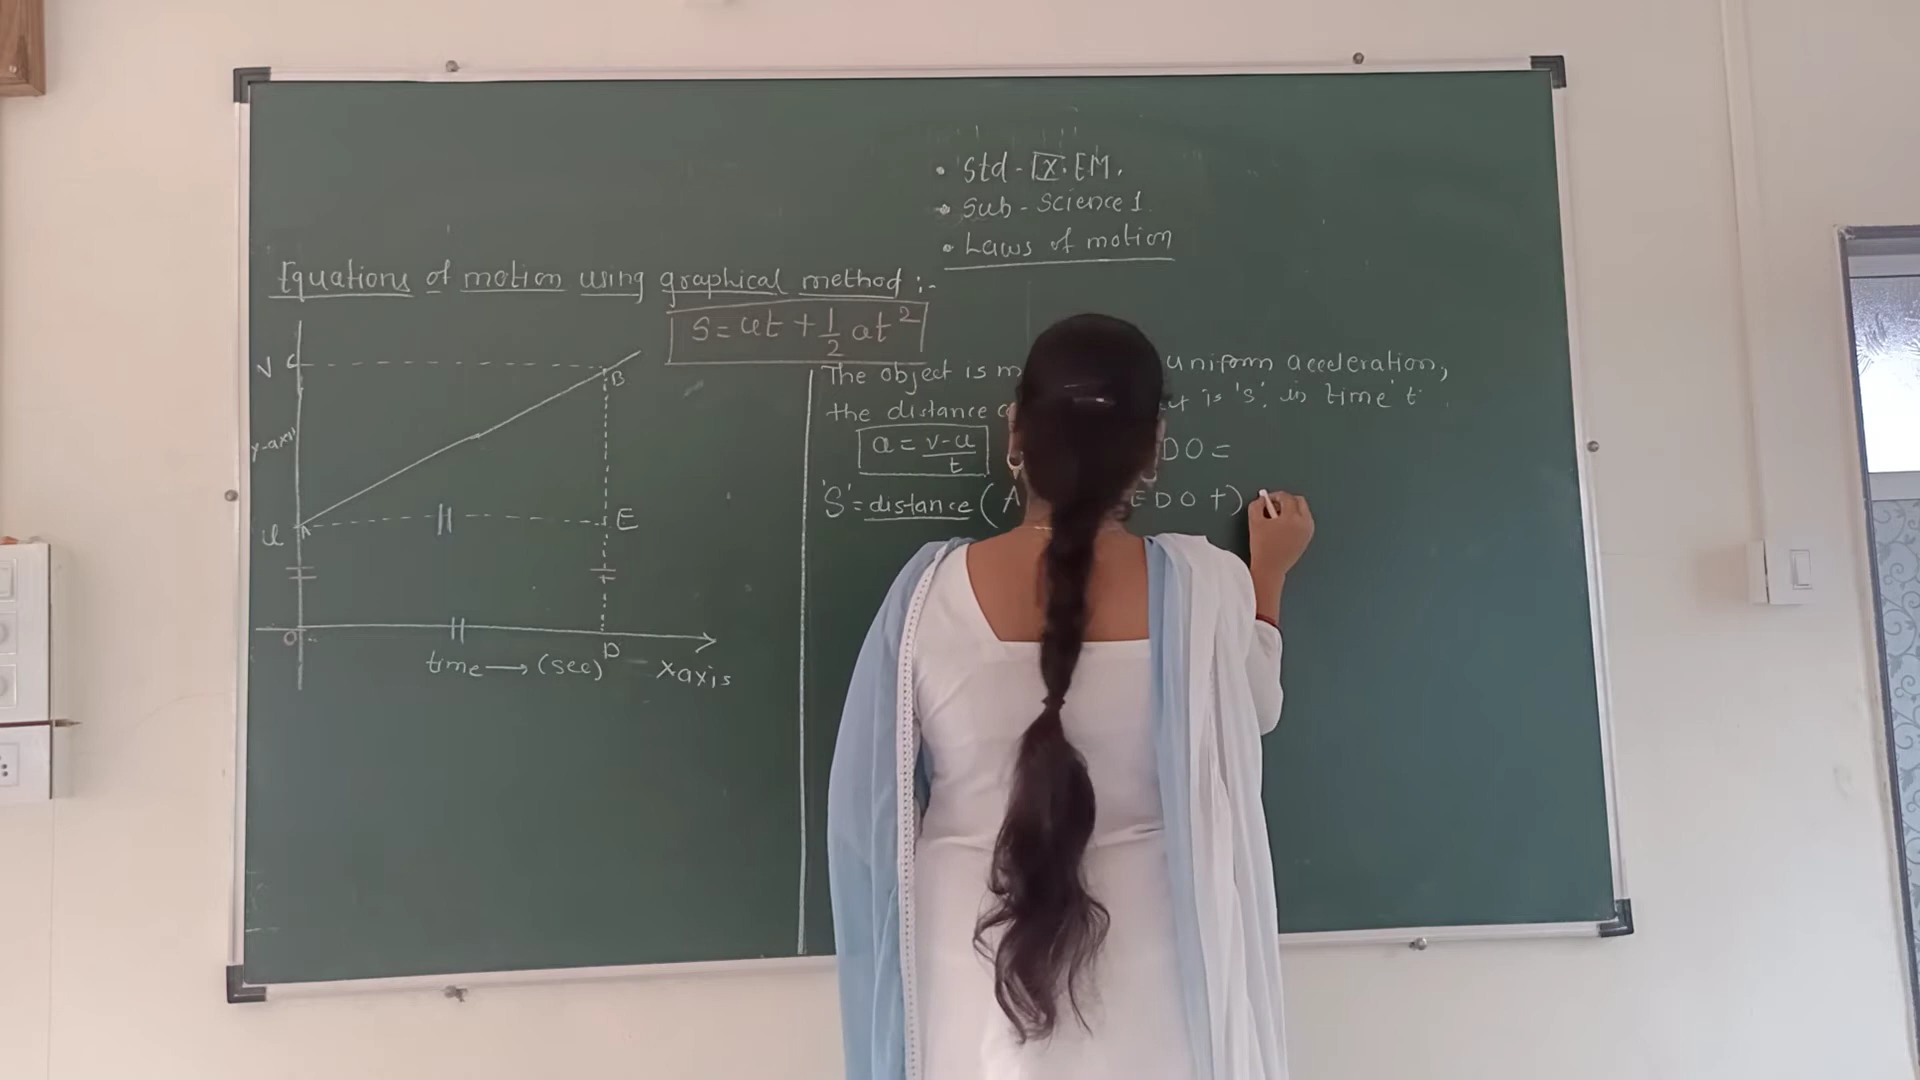 • Std - IX. EM.
• Sub - Science 1
• Laws of motion
Equations of motion using graphical method :-
S = ut + 1/2 at²
V C
B
y-axis
u A
E
O
D
time → (sec)
x axis
The object is m uniform acceleration,
the distance is 's'. in time 't'
a = v-u/t
DO =
'S' = distance ( A EDO +)